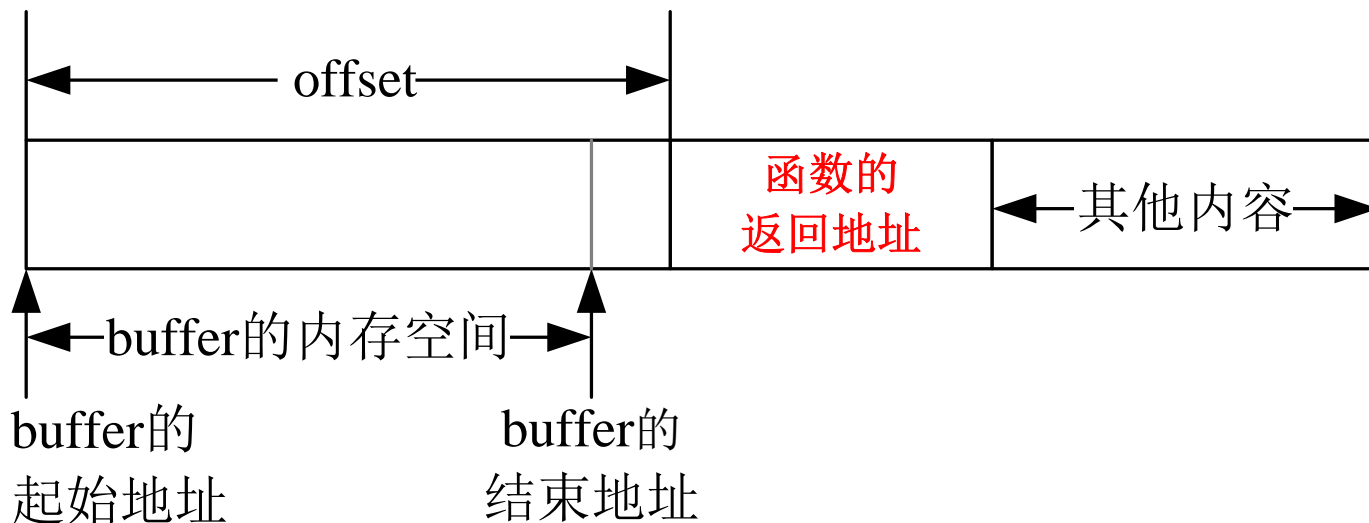 offset
函数的
返回地址
其他内容
buffer的内存空间
buffer的
起始地址
buffer的
结束地址